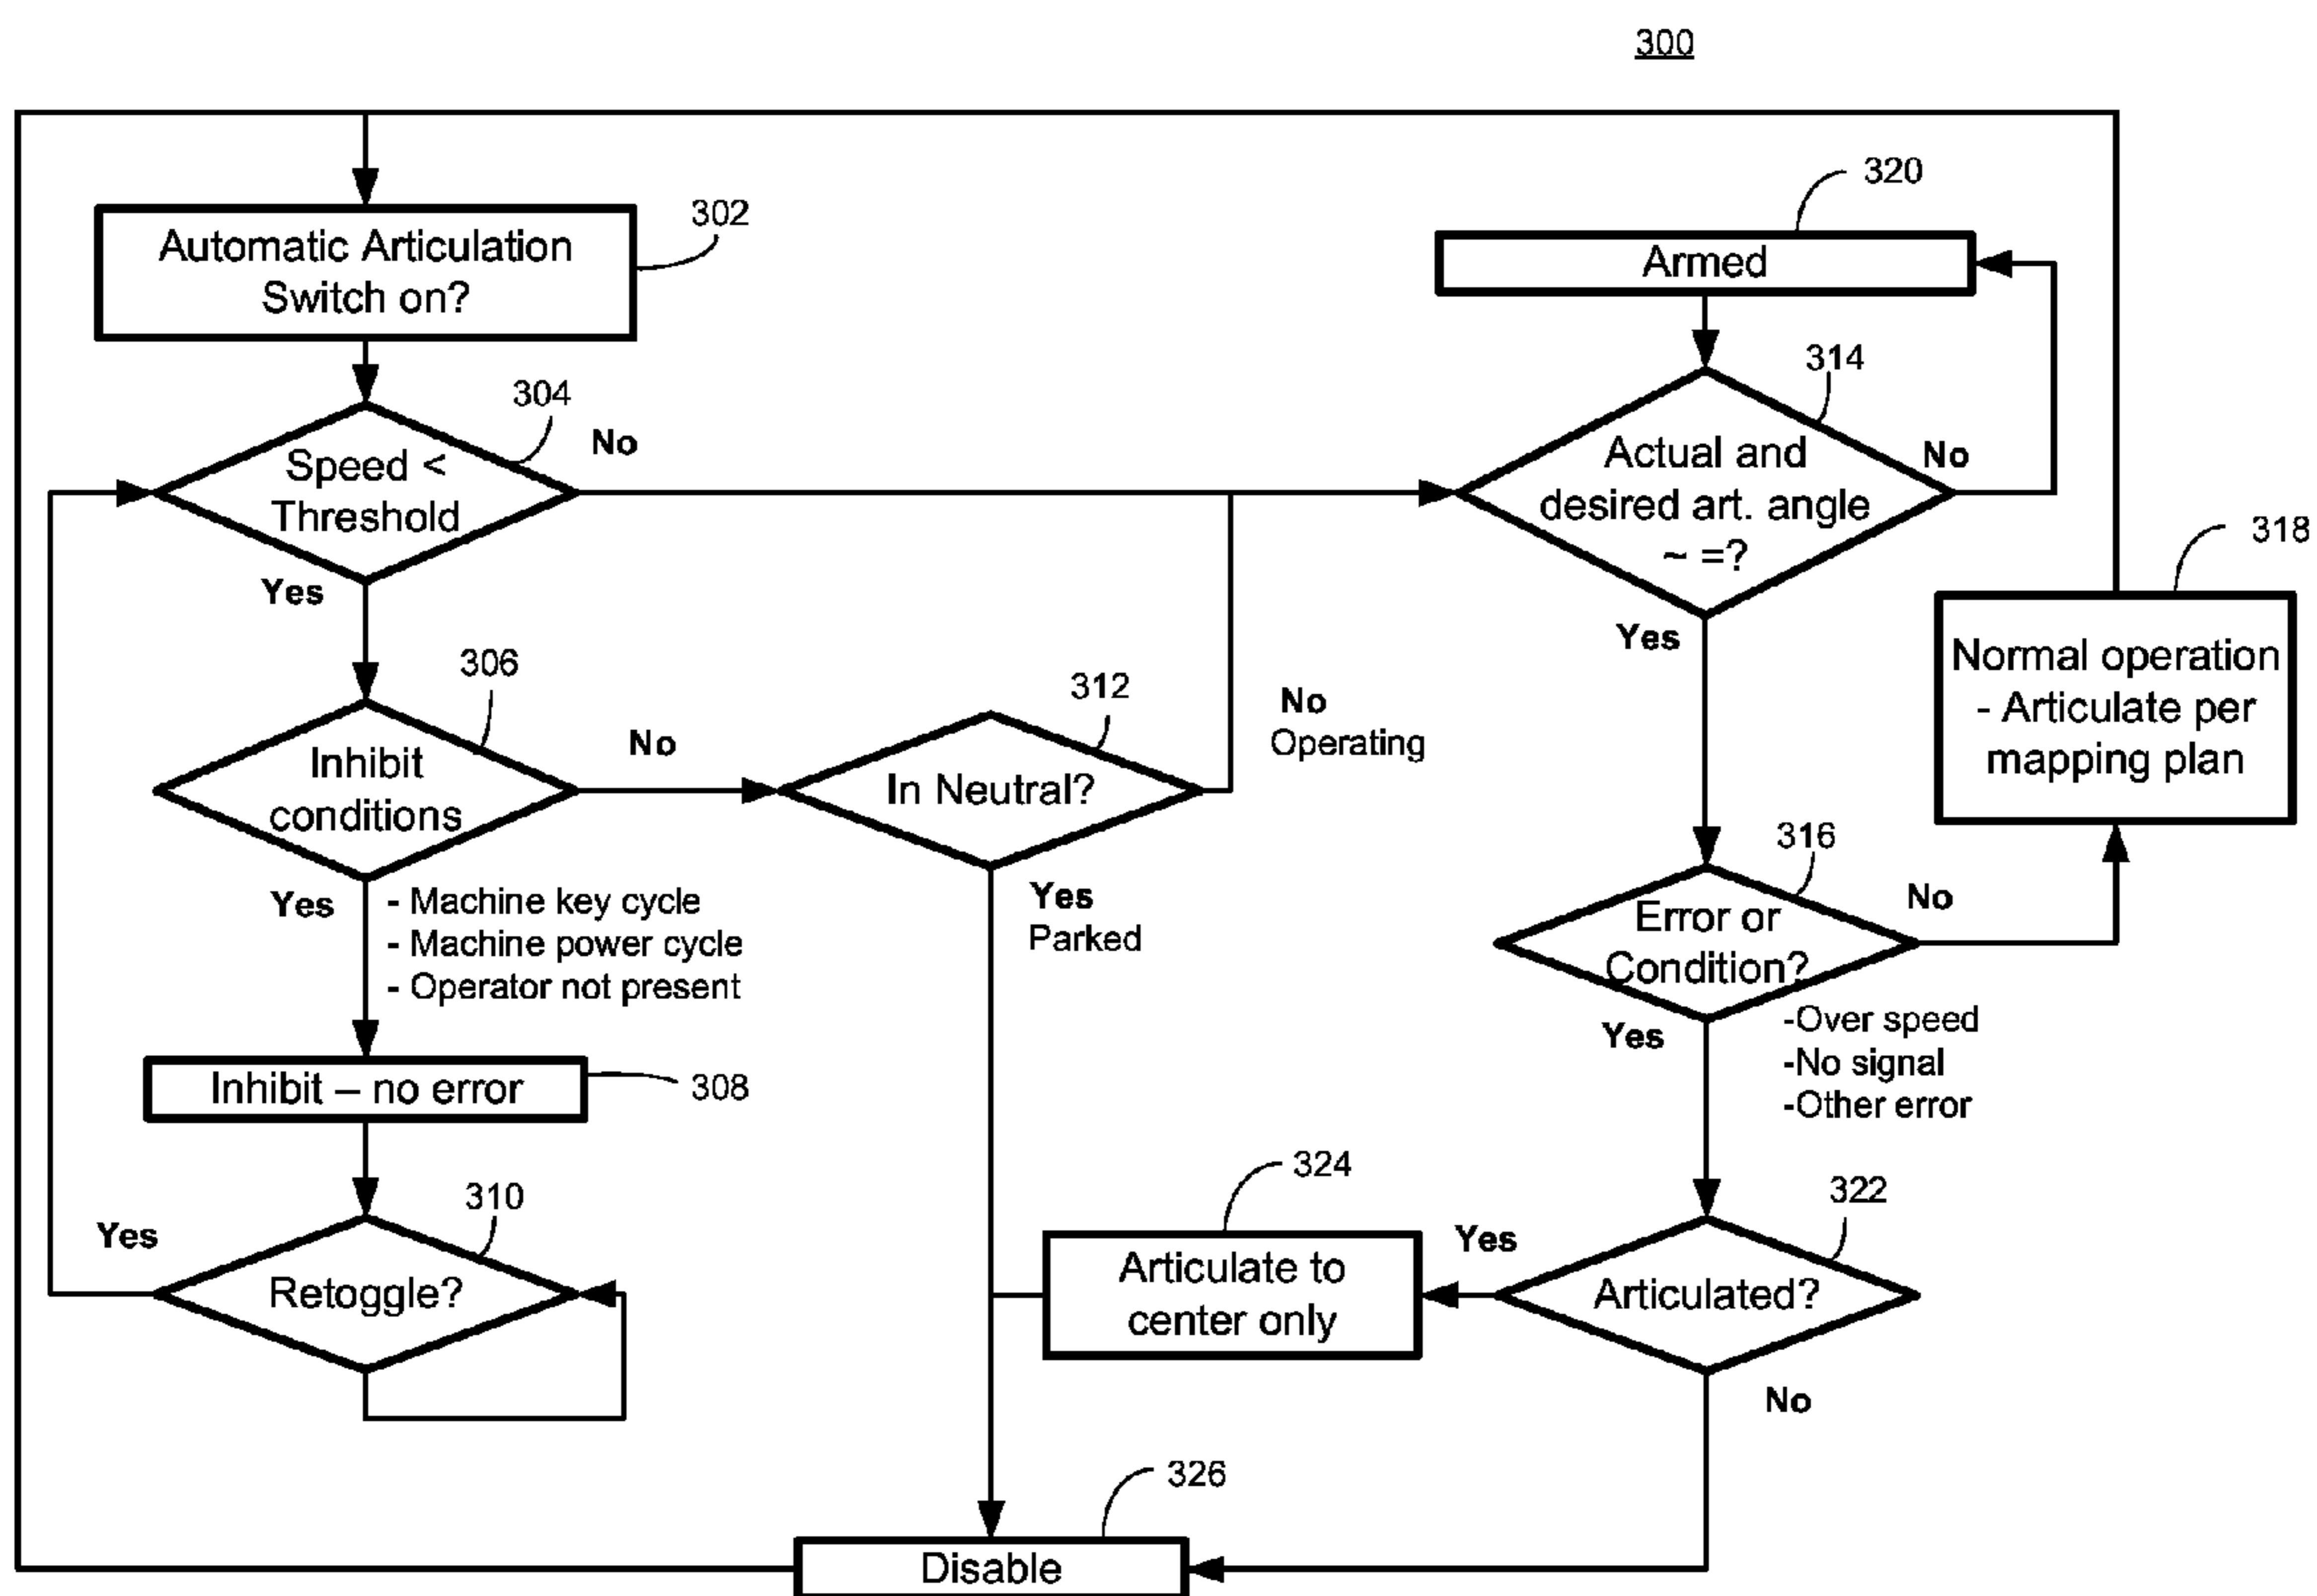 300
Automatic Articulation
Switch on?
302
304
Speed <
Threshold
No
Yes
306
Inhibit
conditions
No
Yes
- Machine key cycle
- Machine power cycle
- Operator not present
Inhibit – no error
308
310
Yes
Retoggle?
312
In Neutral?
No
Operating
Yes
Parked
320
Armed
314
Actual and
desired art. angle
~ =?
No
Yes
318
Normal operation
- Articulate per
mapping plan
316
Error or
Condition?
No
Yes
-Over speed
-No signal
-Other error
324
Articulate to
center only
Yes
322
Articulated?
No
326
Disable